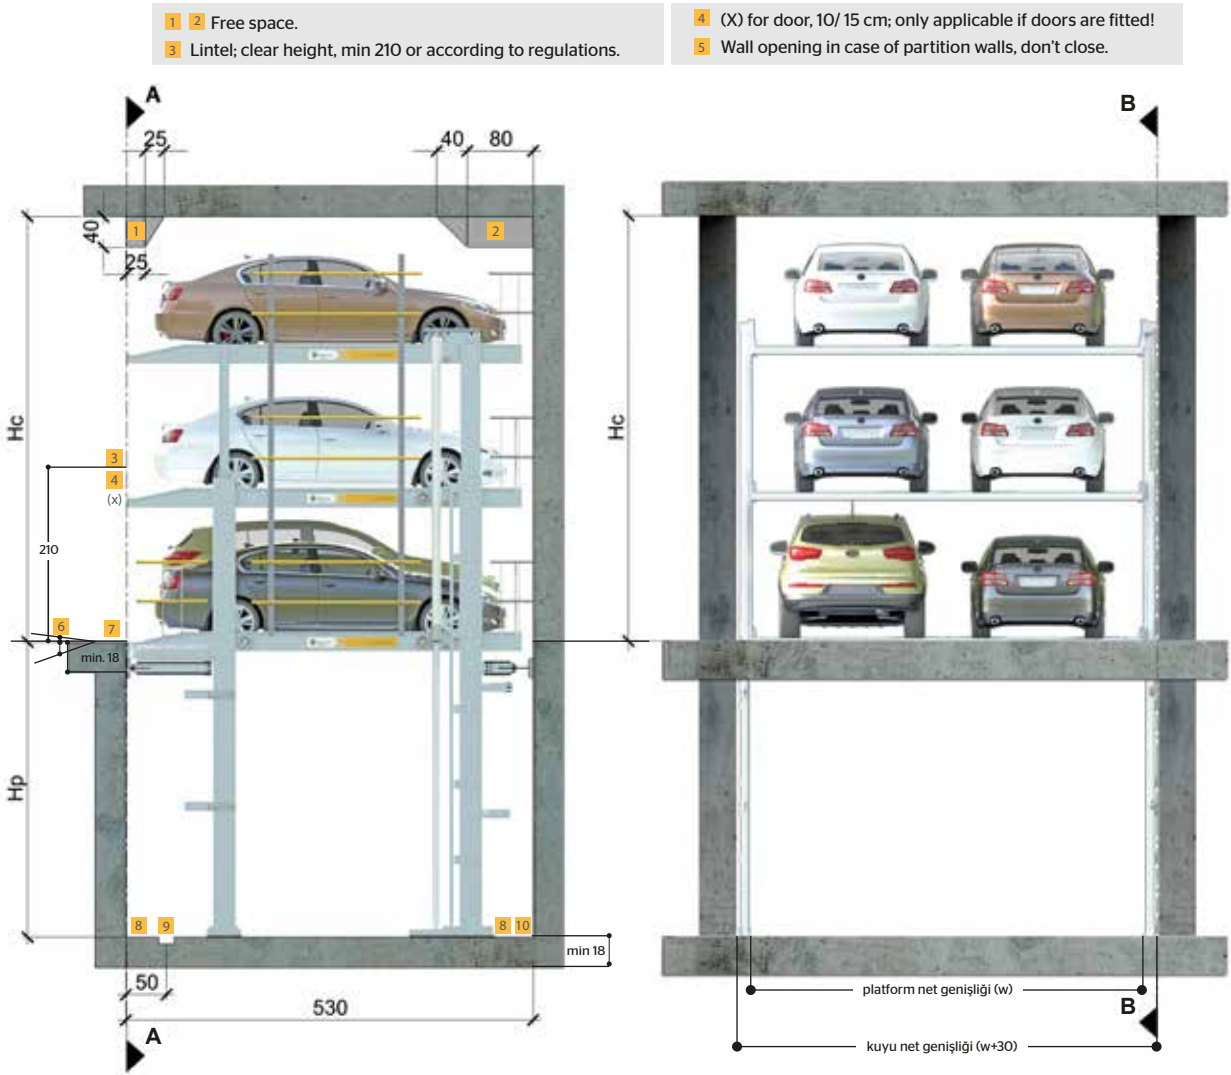 1 2 Free space.
3 Lintel; clear height, min 210 or according to regulations.
4 (X) for door, 10/ 15 cm; only applicable if doors are fitted!
5 Wall opening in case of partition walls, don't close.
A
B
25
40 80
1
2
40
25
Hc
Hc
3
4
(x)
210
6
7
min. 18
Hp
8 9
8 10
min 18
50
530
platform net genişliği (w)
A
B
kuyu net genişliği (w+30)